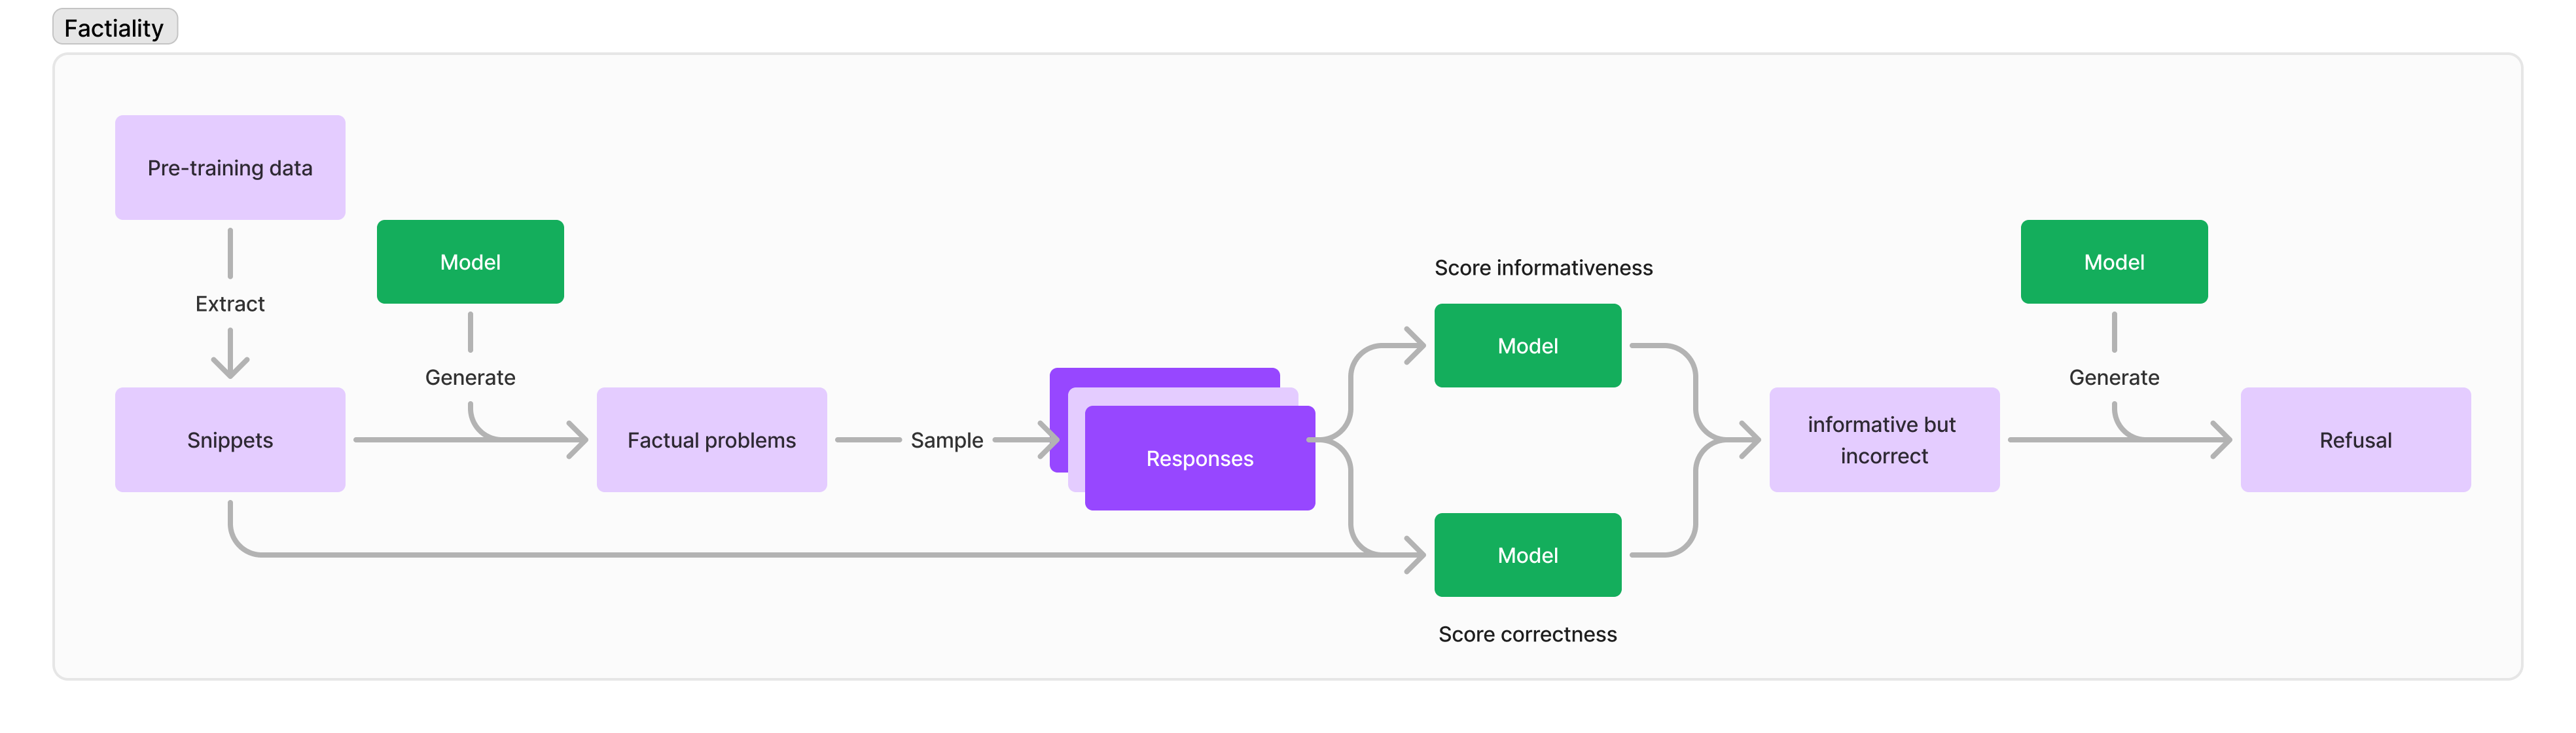 Factiality
Pre-training data
Model
Extract
Generate
Snippets
Factual problems
Sample
Responses
Score informativeness
Model
Model
Score correctness
informative but
incorrect
Model
Generate
Refusal